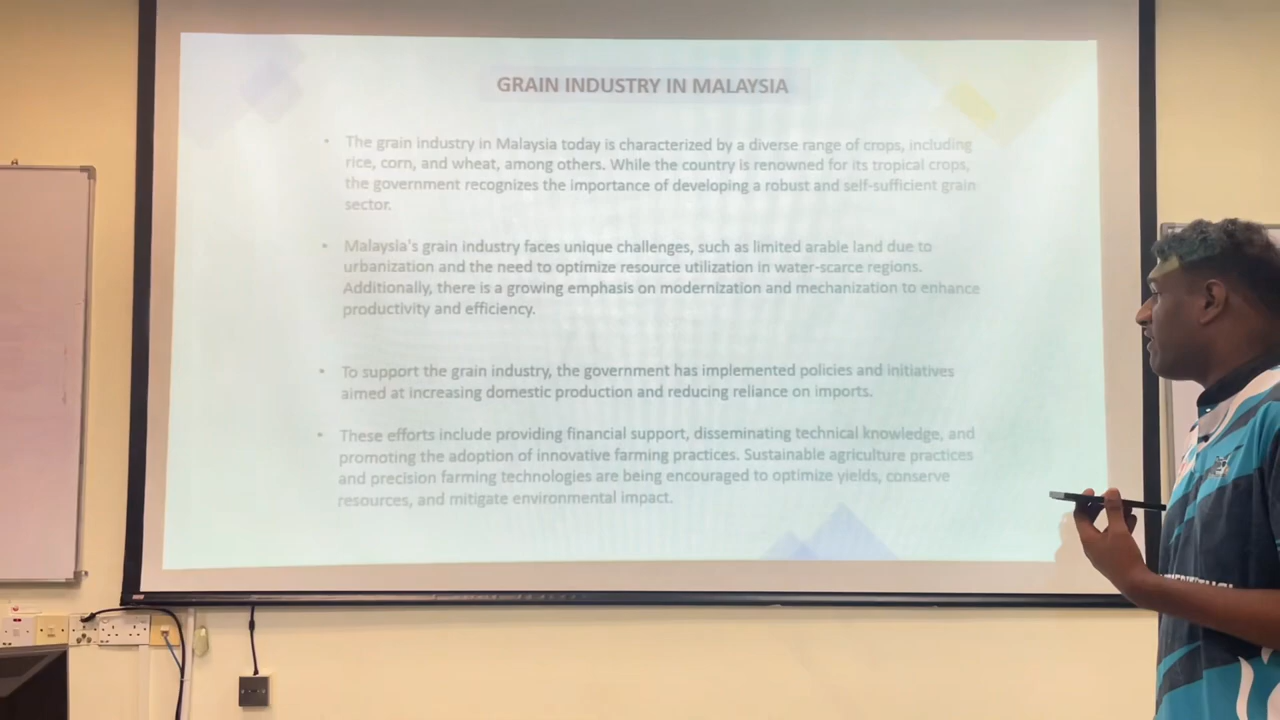 GRAIN INDUSTRY IN MALAYSIA
• The grain industry in Malaysia today is characterized by a diverse range of crops, including
rice, corn, and wheat, among others. While the country is renowned for its tropical crops,
the government recognizes the importance of developing a robust and self-sufficient grain
sector.
• Malaysia's grain industry faces unique challenges, such as limited arable land due to
urbanization and the need to optimize resource utilization in water-scarce regions.
Additionally, there is a growing emphasis on modernization and mechanization to enhance
productivity and efficiency.
• To support the grain industry, the government has implemented policies and initiatives
aimed at increasing domestic production and reducing reliance on imports.
• These efforts include providing financial support, disseminating technical knowledge, and
promoting the adoption of innovative farming practices. Sustainable agriculture practices
and precision farming technologies are being encouraged to optimize yields, conserve
resources, and mitigate environmental impact.